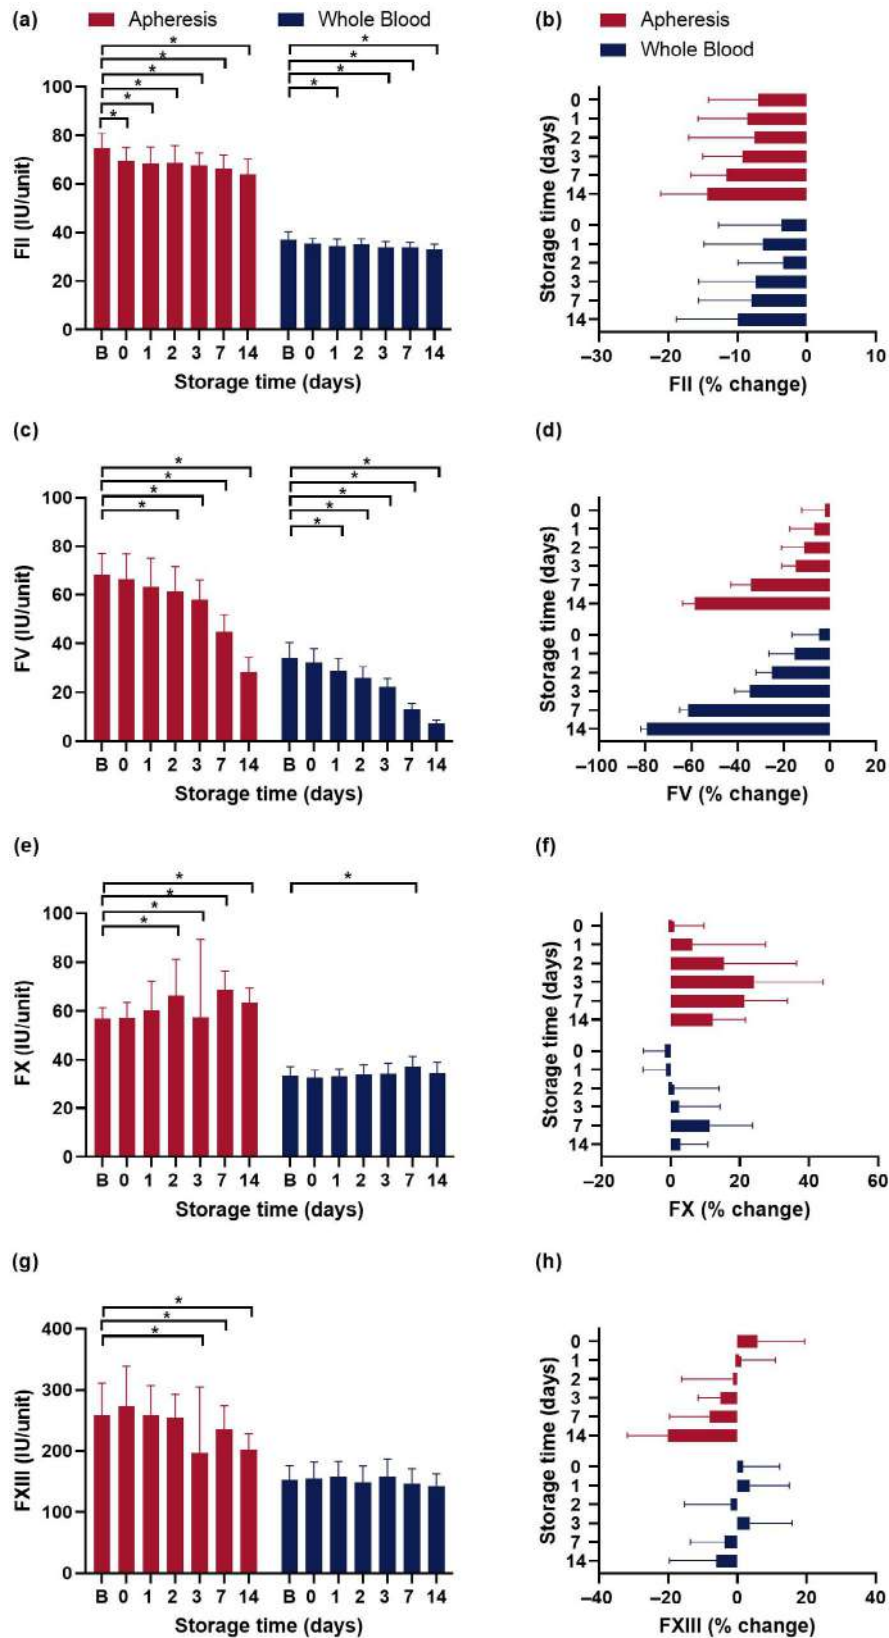 (a)
Apheresis
Whole Blood
* * * * * *
* * * *
FII (IU/unit)
100
80
60
40
20
0
B 0 1 2 3 7 14 B 0 1 2 3 7 14
Storage time (days)
(b)
Apheresis
Whole Blood
Storage time (days)
0
1
2
3
7
14
0
1
2
3
7
14
–30 –20 –10 0 10
FII (% change)
(c)
* * * *
* * * * *
FV (IU/unit)
100
80
60
40
20
0
B 0 1 2 3 7 14 B 0 1 2 3 7 14
Storage time (days)
(d)
Storage time (days)
0
1
2
3
7
14
0
1
2
3
7
14
–100 –80 –60 –40 –20 0 20
FV (% change)
(e)
* * * *
*
FX (IU/unit)
100
80
60
40
20
0
B 0 1 2 3 7 14 B 0 1 2 3 7 14
Storage time (days)
(f)
Storage time (days)
0
1
2
3
7
14
0
1
2
3
7
14
–20 0 20 40 60
FX (% change)
(g)
* * *
FXIII (IU/unit)
400
300
200
100
0
B 0 1 2 3 7 14 B 0 1 2 3 7 14
Storage time (days)
(h)
Storage time (days)
0
1
2
3
7
14
0
1
2
3
7
14
–40 –20 0 20 40
FXIII (% change)